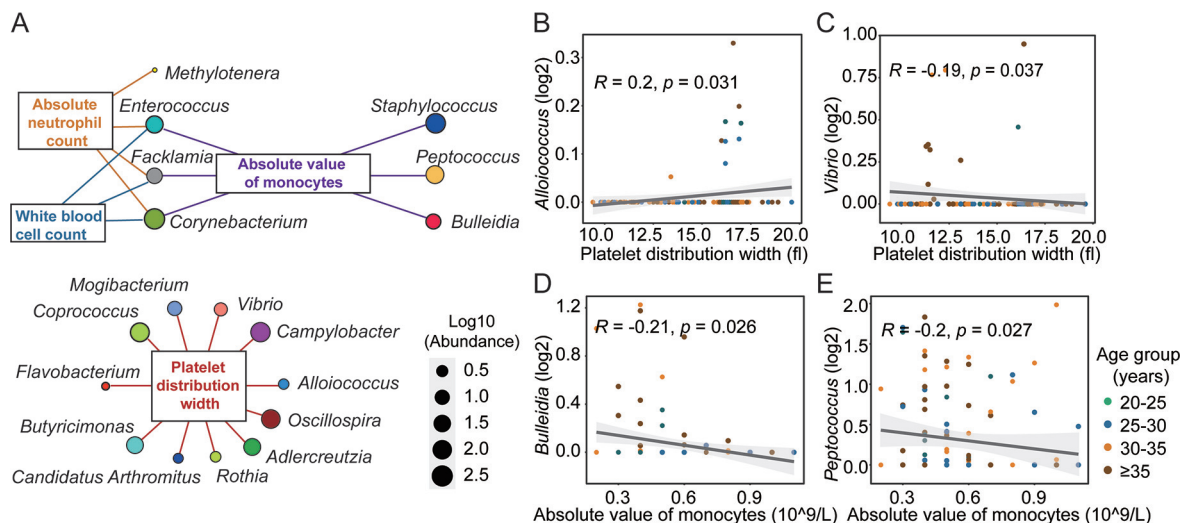 A
Methylotenera
Absolute
neutrophil
count
Enterococcus
Staphylococcus
Facklamia
Absolute value
of monocytes
Peptococcus
White blood
cell count
Corynebacterium
Bulleidia
Mogibacterium
Vibrio
Coprococcus
Campylobacter
Platelet
distribution
width
Flavobacterium
Alloiococcus
Butyricimonas
Oscillospira
Adlercreutzia
Candidatus Arthromitus
Rothia
Log10
(Abundance)
0.5
1.0
1.5
2.0
2.5
B
Alloiococcus (log2)
0.3
0.2
0.1
0.0
R = 0.2, p = 0.031
10.0 12.5 15.0 17.5 20.0
Platelet distribution width (fl)
C
Vibrio (log2)
1.00
0.75
0.50
0.25
0.00
R = -0.19, p = 0.037
10.0 12.5 15.0 17.5 20.0
Platelet distribution width (fl)
D
Bulleidia (log2)
1.2
0.8
0.4
0.0
R = -0.21, p = 0.026
0.3 0.6 0.9
Absolute value of monocytes (10^9/L)
E
Peptococcus (log2)
2.0
1.5
1.0
0.5
0.0
R = -0.2, p = 0.027
0.3 0.6 0.9
Absolute value of monocytes (10^9/L)
Age group
(years)
20-25
25-30
30-35
≥35